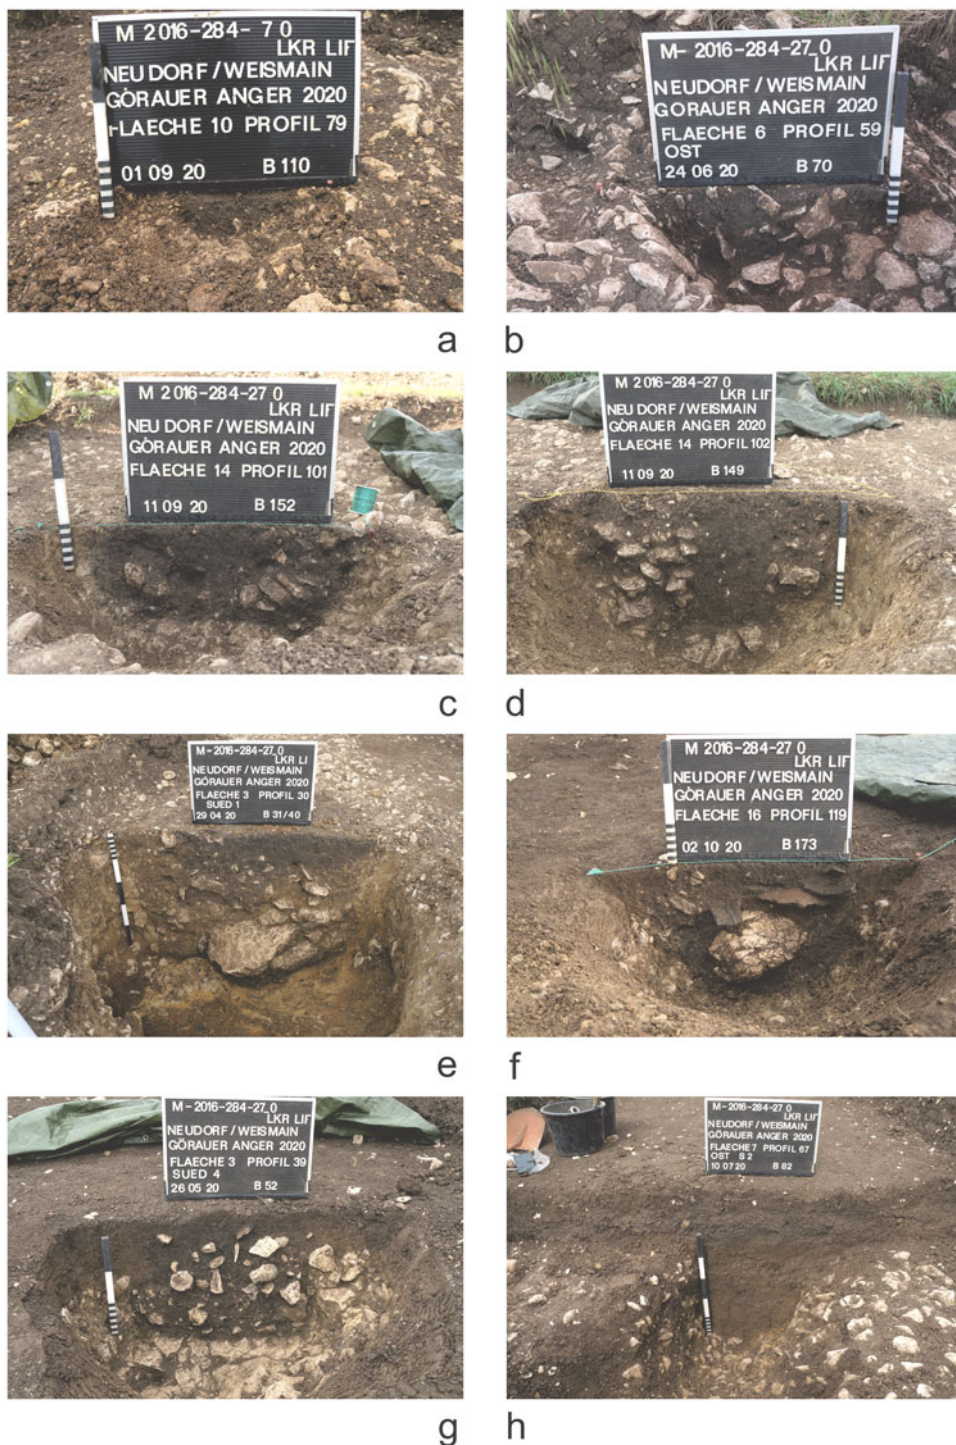 M 2016-284- 7 0
LKR LIF
NEUDORF/WEISMAIN
GÖRAUER ANGER 2020
FLAECHE 10 PROFIL 79
01 09 20 B 110
a
M- 2016-284-27 0
LKR LIF
NEUDORF/WEISMAIN
GORAUER ANGER 2020
FLAECHE 6 PROFIL 59
OST
24 06 20 B 70
b
M 2016-284-27 0
LKR LIF
NEUDORF/WEISMAIN
GÖRAUER ANGER 2020
FLAECHE 14 PROFIL 101
11 09 20 B 152
c
M 2016-284-27 0
LKR LIF
NEUDORF/WEISMAIN
GÖRAUER ANGER 2020
FLAECHE 14 PROFIL 102
11 09 20 B 149
d
M-2016-284-27 0
LKR LI
NEUDORF/WEISMAIN
GÖRAUER ANGER 2020
FLAECHE 3 PROFIL 30
SUED 1
29 04 20 B 31/40
e
M 2016-284-27 0
LKR LIF
NEUDORF/WEISMAIN
GÖRAUER ANGER 2020
FLAECHE 16 PROFIL 119
02 10 20 B 173
f
M-2016-284-27 0
LKR LIF
NEUDORF/WEISMAIN
GÖRAUER ANGER 2020
FLAECHE 3 PROFIL 39
SUED 4
26 05 20 B 52
g
M-2016-284-27 0
LKR LIF
NEUDORF/WEISMAIN
GÖRAUER ANGER 2020
FLAECHE 7 PROFIL 67
OST S 2
10 07 20 B 82
h